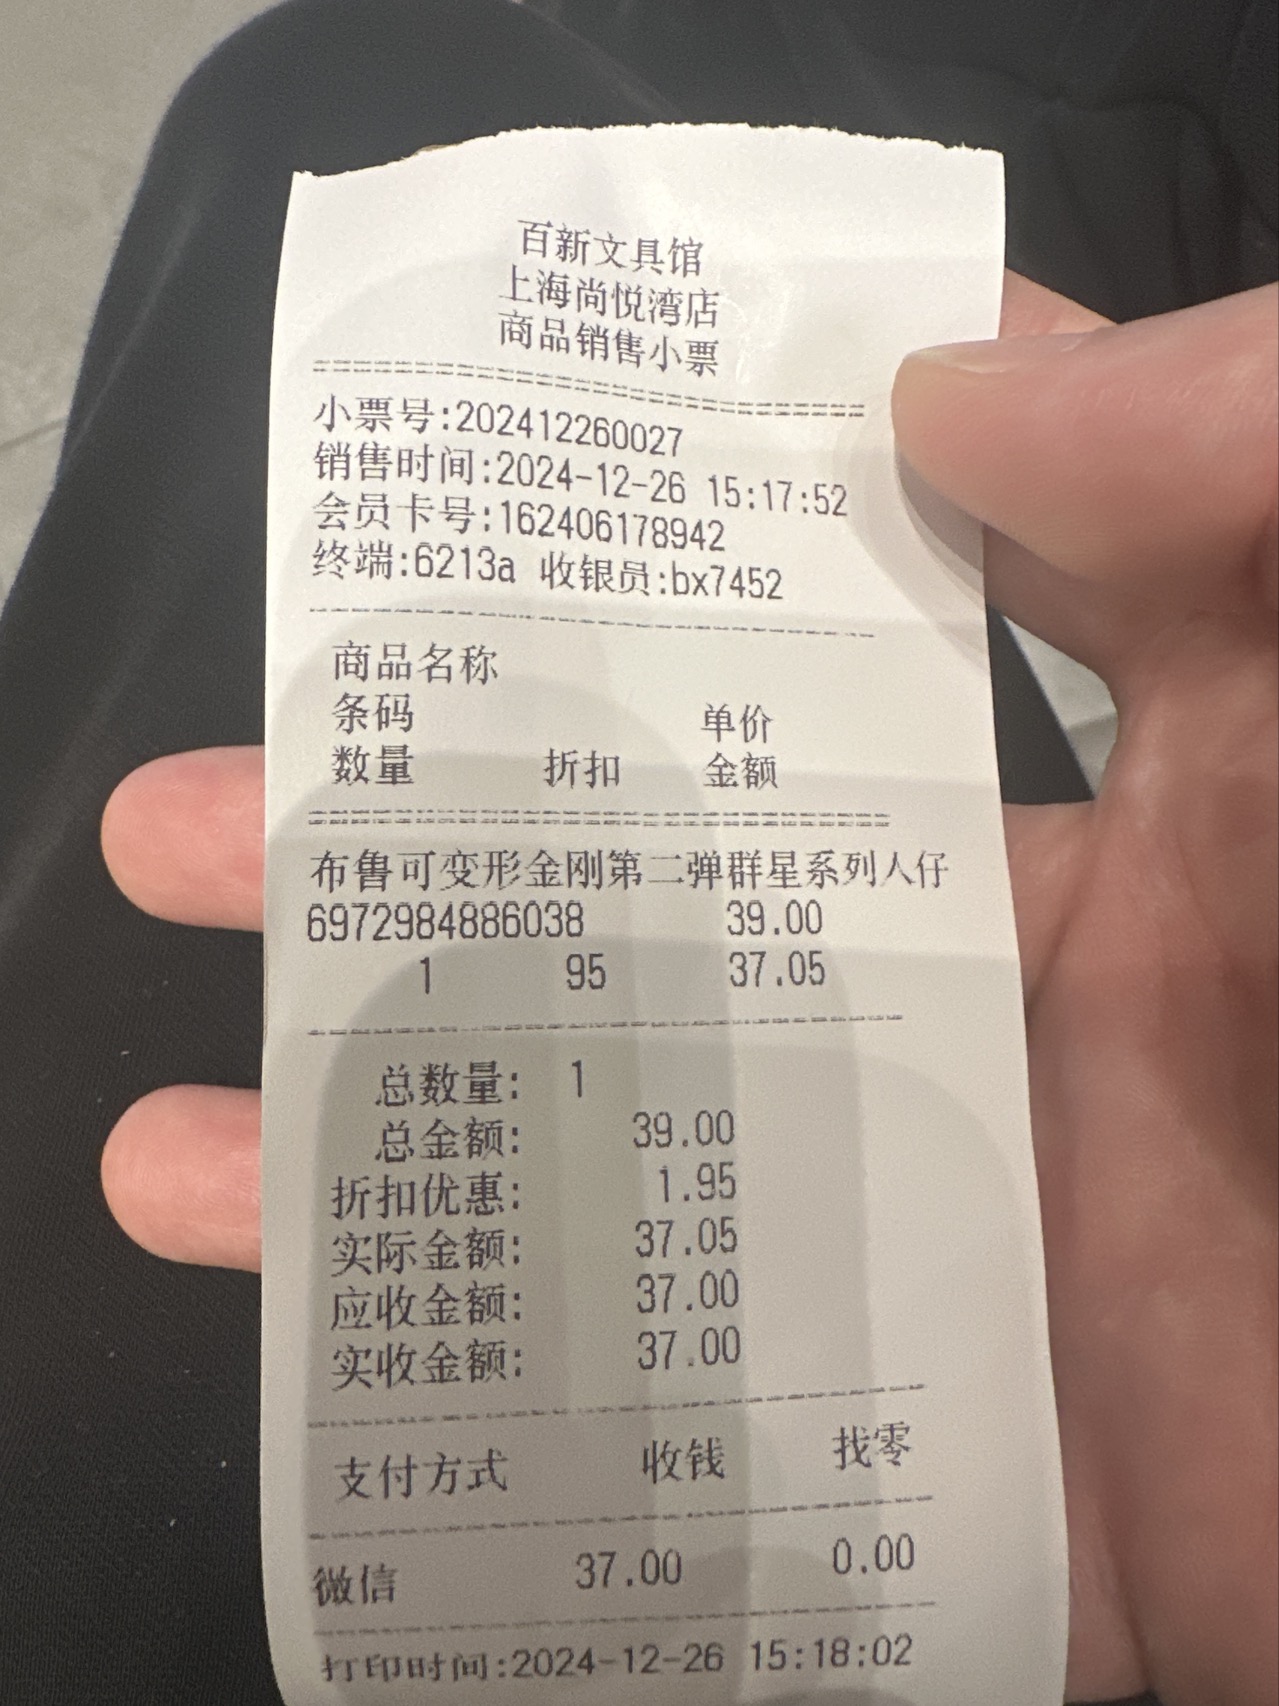 百新文具馆
上海尚悦湾店
商品销售小票
小票号:202412260027
销售时间:2024-12-26 15:17:52
会员卡号:162406178942
终端:6213a 收银员:bx7452
商品名称
条码 单价
数量 折扣 金额
布鲁可变形金刚第二弹群星系列人仔
6972984886038 39.00
1 95 37.05
总数量: 1
总金额: 39.00
折扣优惠: 1.95
实际金额: 37.05
应收金额: 37.00
实收金额: 37.00
支付方式 收钱 找零
微信 37.00 0.00
打印时间:2024-12-26 15:18:02